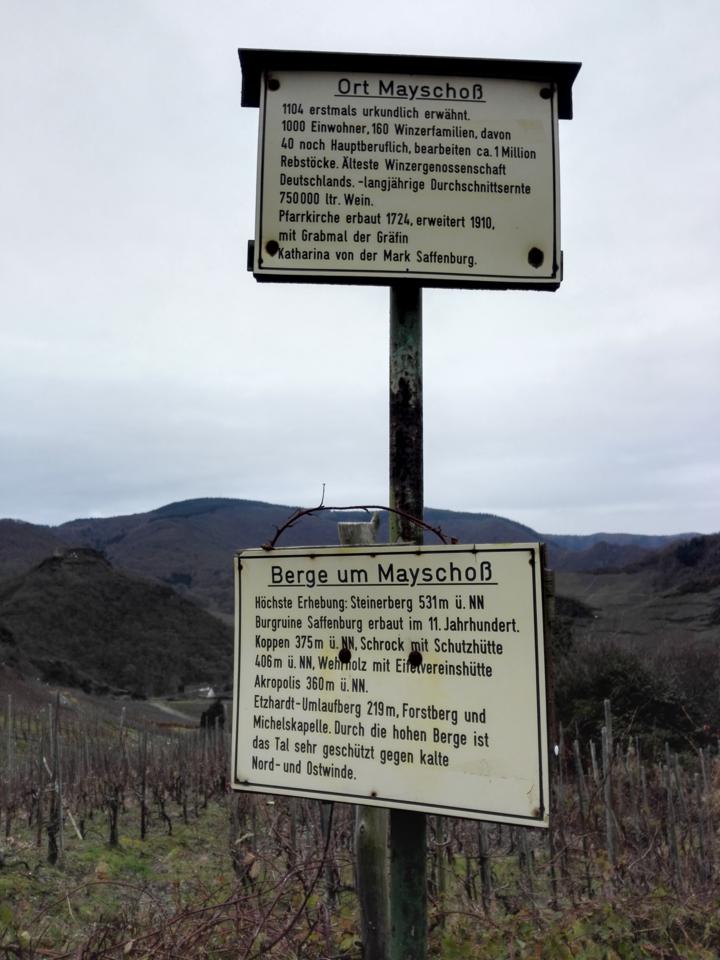 Ort Mayschoß
1104 erstmals urkundlich erwähnt.
1000 Einwohner, 160 Winzerfamilien, davon
40 noch Hauptberuflich, bearbeiten ca. 1 Million
Rebstöcke. Älteste Winzergenossenschaft
Deutschlands. -langjährige Durchschnittsernte
750000 ltr. Wein.
Pfarrkirche erbaut 1724, erweitert 1910,
mit Grabmal der Gräfin
Katharina von der Mark Saffenburg.
Berge um Mayschoß
Höchste Erhebung: Steinerberg 531m ü. NN
Burgruine Saffenburg erbaut im 11. Jahrhundert.
Koppen 375m ü. NN, Schrock mit Schutzhütte
406m ü. NN, Wehrholz mit Eifelvereinshütte
Akropolis 360m ü. NN.
Etzhardt-Umlaufberg 219m, Forstberg und
Michelskapelle. Durch die hohen Berge ist
das Tal sehr geschützt gegen kalte
Nord- und Ostwinde.